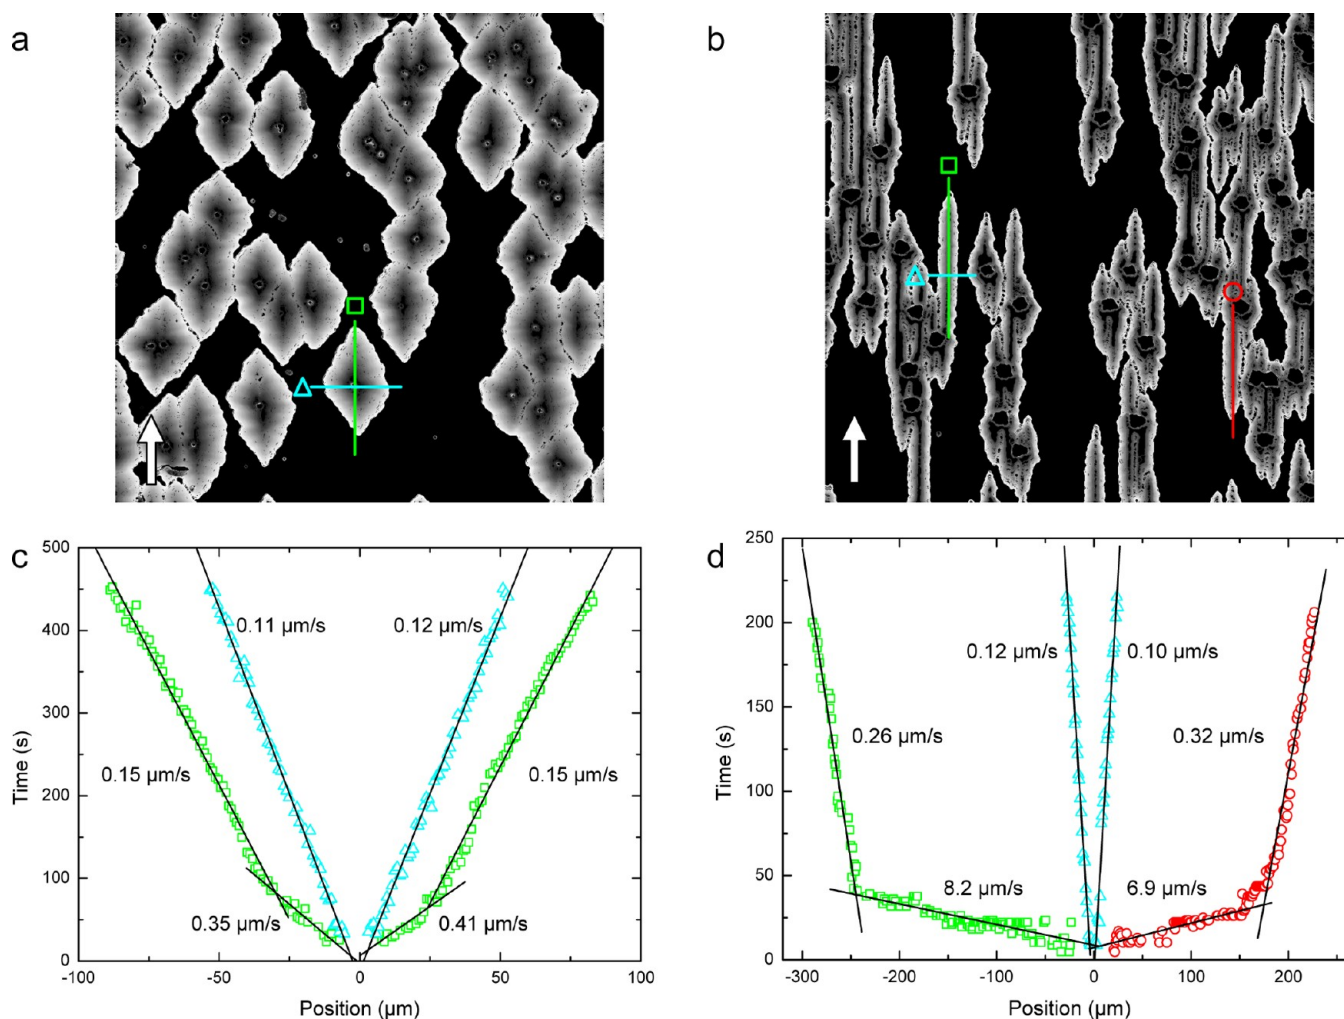 a
b
c
500
400
300
200
100
0
-100
-50
0
50
100
Time (s)
Position (µm)
0.11 µm/s
0.12 µm/s
0.15 µm/s
0.15 µm/s
0.35 µm/s
0.41 µm/s
d
250
200
150
100
50
0
-300
-200
-100
0
100
200
Time (s)
Position (µm)
0.12 µm/s
0.10 µm/s
0.26 µm/s
0.32 µm/s
8.2 µm/s
6.9 µm/s